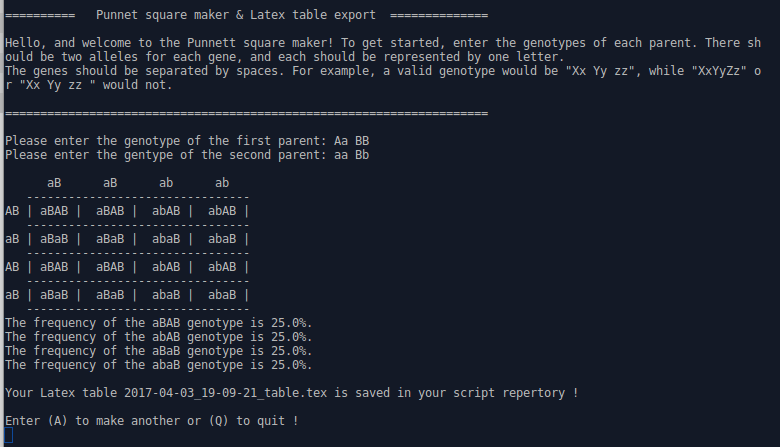 ==========   Punnet square maker & Latex table export  ==============
Hello, and welcome to the Punnett square maker! To get started, enter the genotypes of each parent. There sh
ould be two alleles for each gene, and each should be represented by one letter.
The genes should be separated by spaces. For example, a valid genotype would be "Xx Yy zz", while "XxYyZz" o
r "Xx Yy zz " would not.
=====================================================================
Please enter the genotype of the first parent: Aa BB
Please enter the gentype of the second parent: aa Bb
      aB      aB      ab      ab
   --------------------------------
AB | aBAB |  aBAB |  abAB |  abAB |
   --------------------------------
aB | aBaB |  aBaB |  abaB |  abaB |
   --------------------------------
AB | aBAB |  aBAB |  abAB |  abAB |
   --------------------------------
aB | aBaB |  aBaB |  abaB |  abaB |
   --------------------------------
The frequency of the aBAB genotype is 25.0%.
The frequency of the abAB genotype is 25.0%.
The frequency of the aBaB genotype is 25.0%.
The frequency of the abaB genotype is 25.0%.
Your Latex table 2017-04-03_19-09-21_table.tex is saved in your script repertory !
Enter (A) to make another or (Q) to quit !